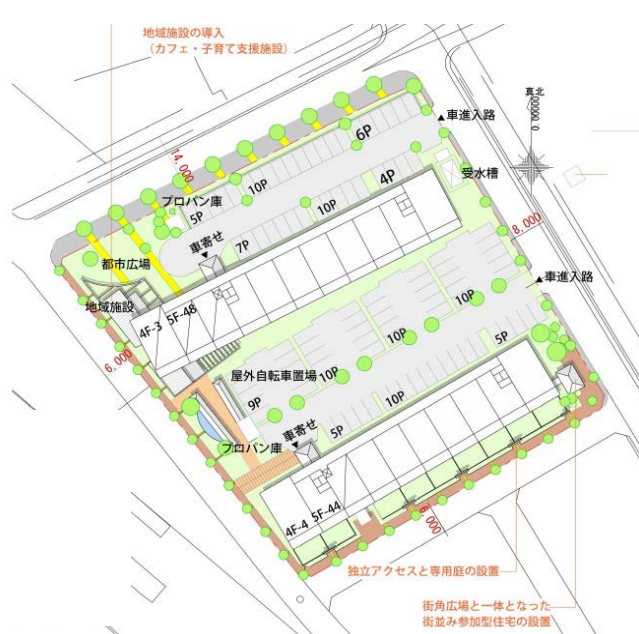 地域施設の導入
（カフェ・子育て支援施設）
真北
0.00000
車進入路
14,000
6P
10P
5P
受水槽
4P
10P
7P
プロパン庫
車寄せ
8,000
都市広場
地域施設
車進入路
4F-3 5F-48
6,000
10P
10P
10P
屋外自転車置場
9P
10P
10P
10P
5P
プロパン庫
車寄せ
5P
10P
4F-4 5F-44
6,000
独立アクセスと専用庭の設置
街角広場と一体となった
街並み参加型住宅の設置